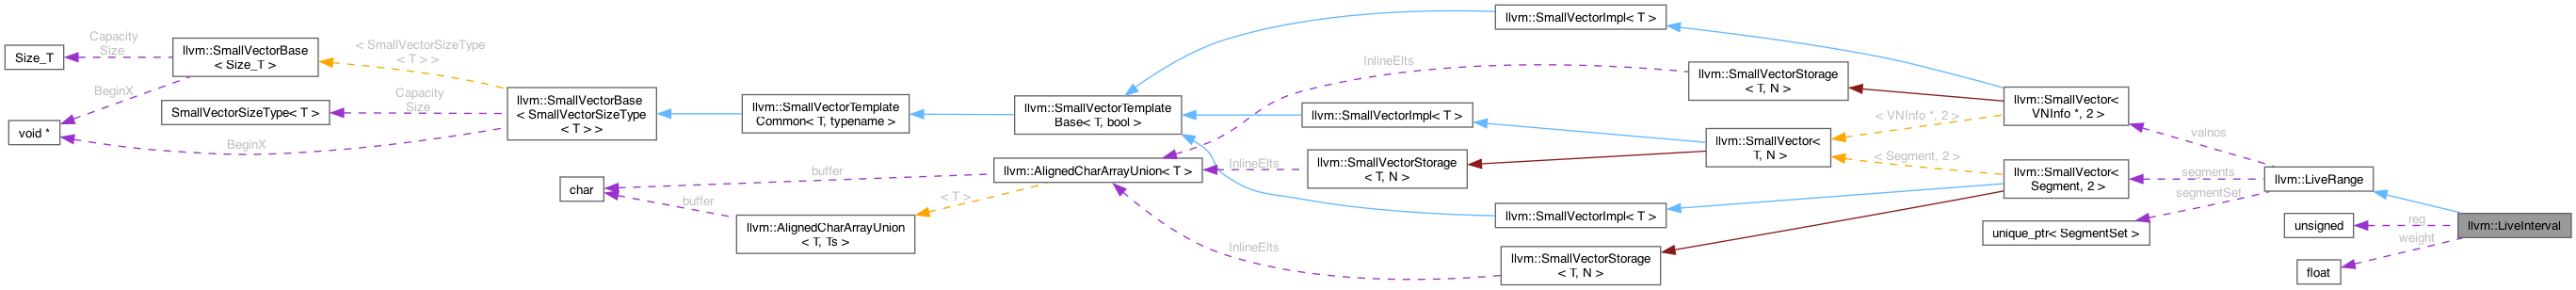 Size_T
void *
Capacity
Size
BeginX
llvm::SmallVectorBase
< Size_T >
SmallVectorSizeType< T >
BeginX
< SmallVectorSizeType
< T > >
Capacity
Size
llvm::SmallVectorBase
< SmallVectorSizeType
< T > >
llvm::SmallVectorTemplate
Common< T, typename >
char
buffer
buffer
llvm::AlignedCharArrayUnion
< T, Ts >
< T >
llvm::SmallVectorTemplate
Base< T, bool >
llvm::AlignedCharArrayUnion< T >
InlineElts
InlineElts
InlineElts
llvm::SmallVectorImpl< T >
llvm::SmallVectorImpl< T >
llvm::SmallVectorStorage
< T, N >
llvm::SmallVectorImpl< T >
llvm::SmallVectorStorage
< T, N >
llvm::SmallVectorStorage
< T, N >
llvm::SmallVector<
T, N >
< VNInfo *, 2 >
< Segment, 2 >
llvm::SmallVector<
VNInfo *, 2 >
llvm::SmallVector<
Segment, 2 >
unique_ptr< SegmentSet >
valnos
segments
segmentSet
llvm::LiveRange
unsigned
float
reg
weight
llvm::LiveInterval